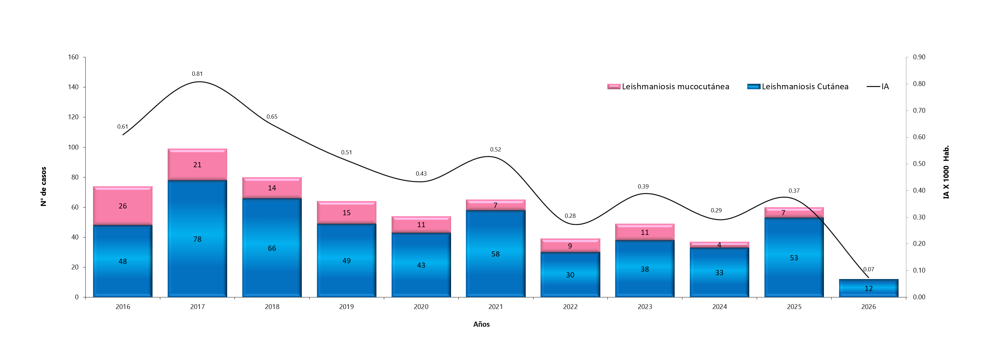 160
140
120
100
80
60
40
20
0
N° de casos
0.90
0.80
0.70
0.60
0.50
0.40
0.30
0.20
0.10
0.00
IA X 1000 Hab.
Leishmaniosis mucocutánea Leishmaniosis Cutánea IA
0.61 0.81 0.65 0.51 0.43 0.52 0.28 0.39 0.29 0.37 0.07
26 21 14 15 11 7 9 11 4 7
48 78 66 49 43 58 30 38 33 53 12
2016 2017 2018 2019 2020 2021 2022 2023 2024 2025 2026
Años